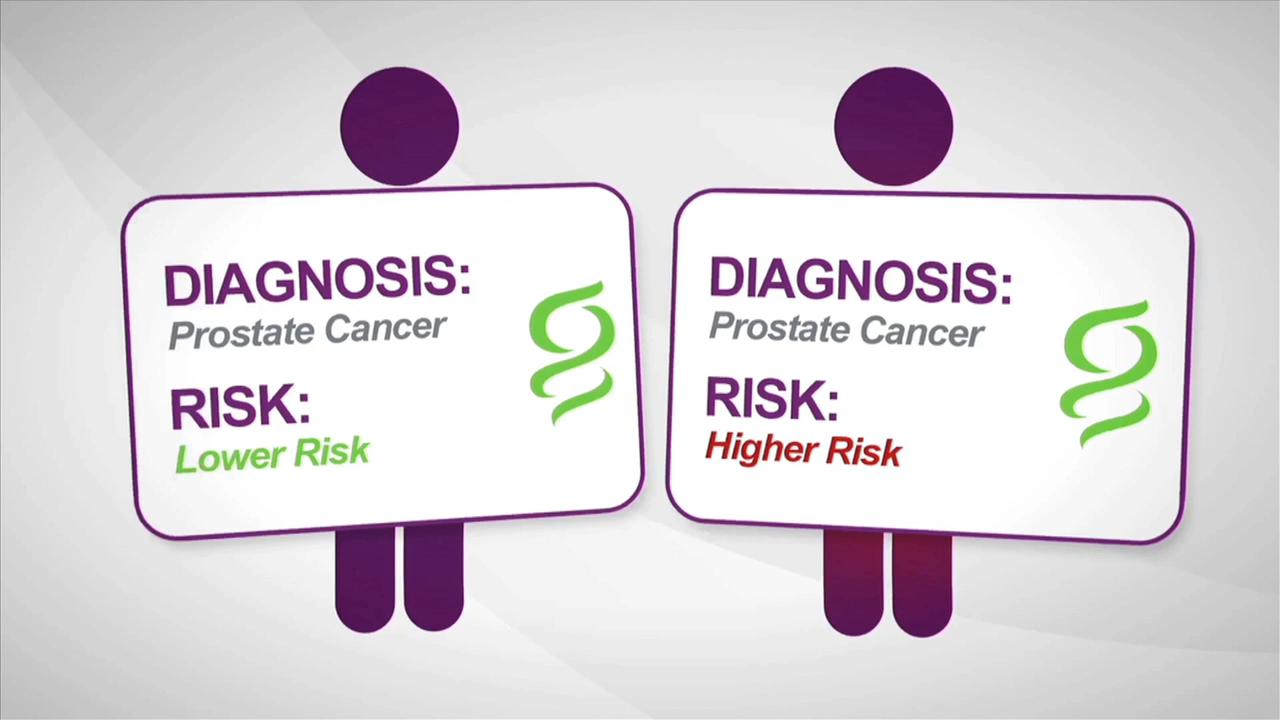 DIAGNOSIS:
Prostate Cancer
RISK:
Lower Risk
DIAGNOSIS:
Prostate Cancer
RISK:
Higher Risk